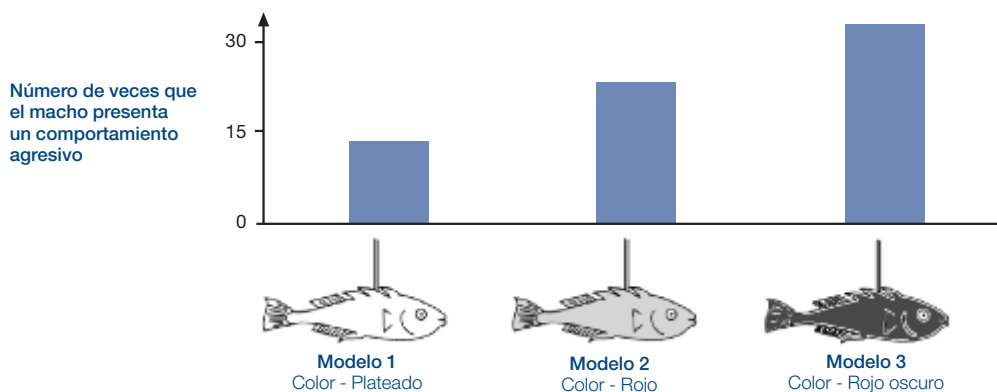 30
Número de veces que
el macho presenta
un comportamiento
agresivo
15
0
Modelo 1
Color - Plateado
Modelo 2
Color - Rojo
Modelo 3
Color - Rojo oscuro